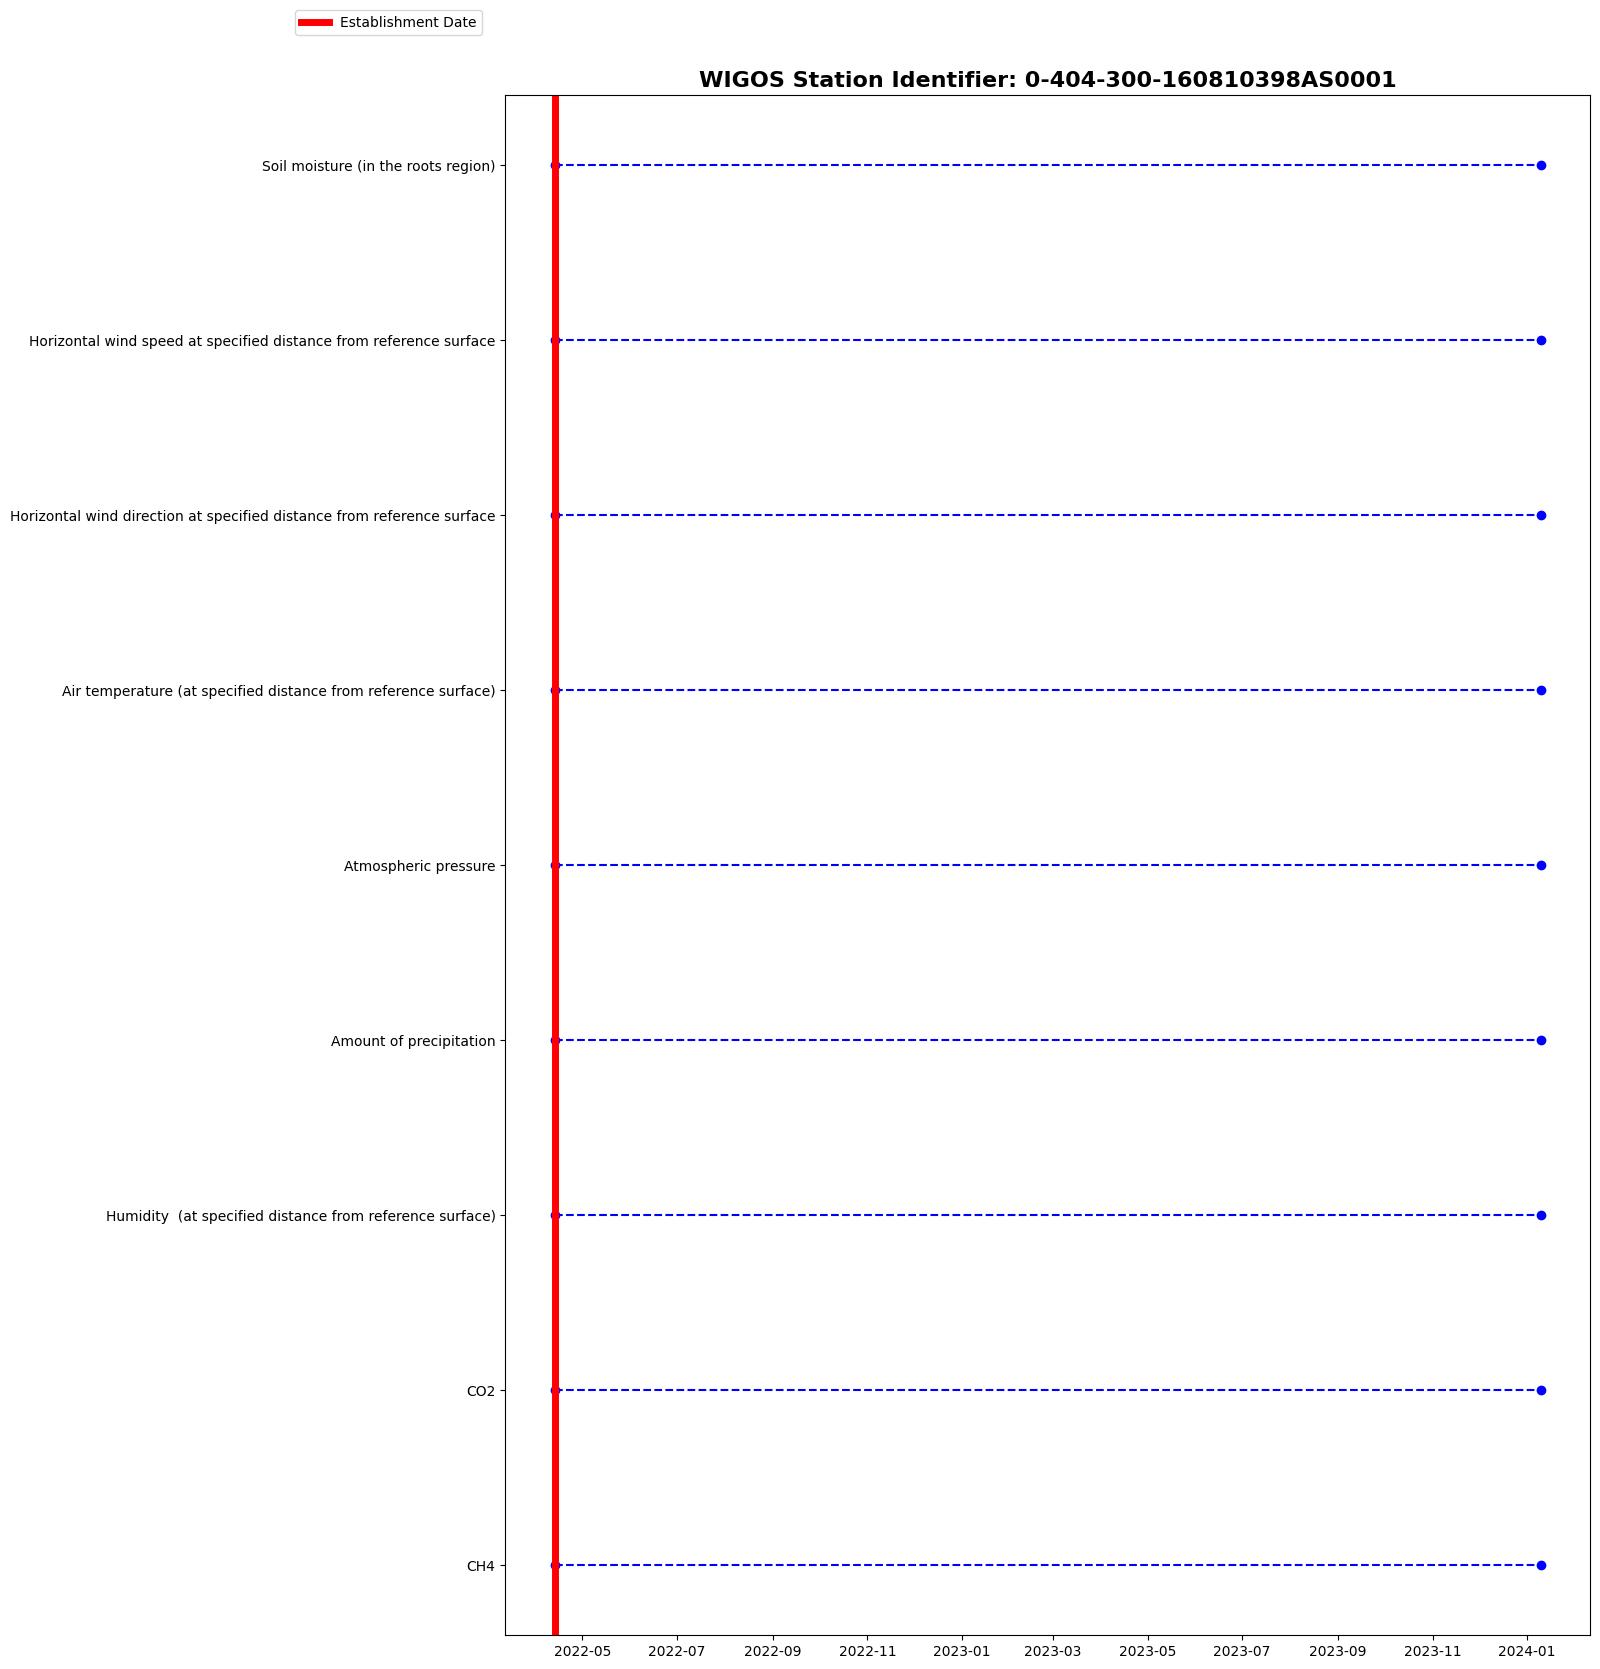 Establishment Date
WIGOS Station Identifier: 0-404-300-160810398AS0001
Soil moisture (in the roots region)
Horizontal wind speed at specified distance from reference surface
Horizontal wind direction at specified distance from reference surface
Air temperature (at specified distance from reference surface)
Atmospheric pressure
Amount of precipitation
Humidity  (at specified distance from reference surface)
CO2
CH4
2022-05 2022-07 2022-09 2022-11 2023-01 2023-03 2023-05 2023-07 2023-09 2023-11 2024-01